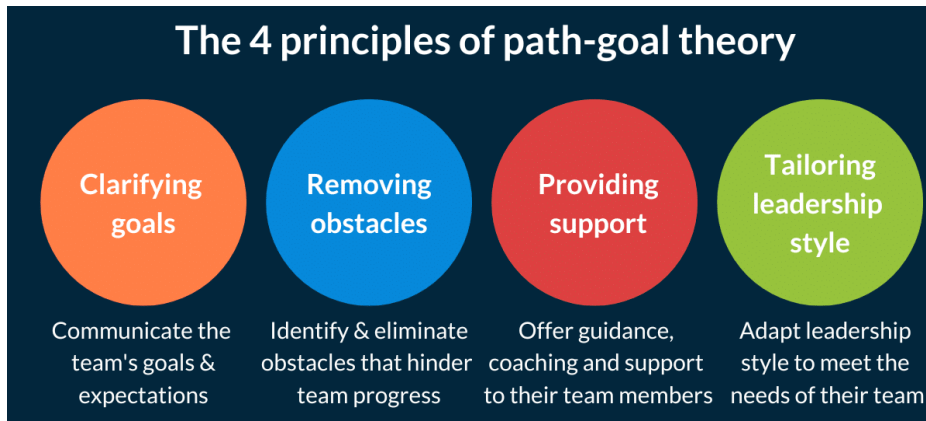 The 4 principles of path-goal theory
Clarifying
goals
Removing
obstacles
Providing
support
Tailoring
leadership
style
Communicate the
team's goals &
expectations
Identify & eliminate
obstacles that hinder
team progress
Offer guidance,
coaching and support
to their team members
Adapt leadership
style to meet the
needs of their team